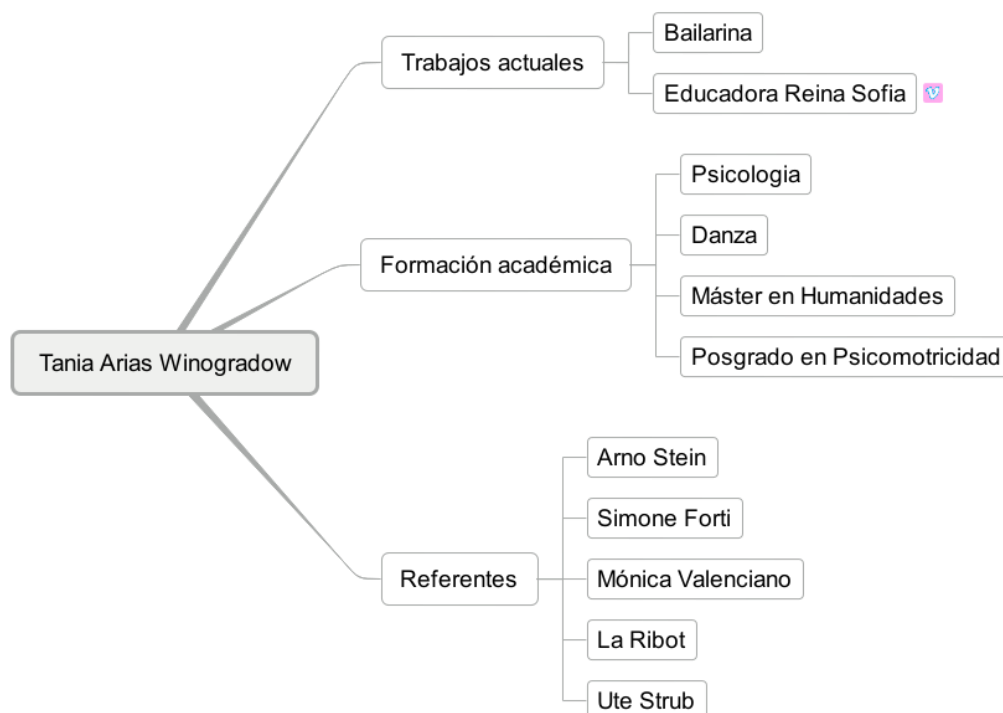 Tania Arias Winogradow
Trabajos actuales
Bailarina
Educadora Reina Sofia
Formación académica
Psicologia
Danza
Máster en Humanidades
Posgrado en Psicomotricidad
Referentes
Arno Stein
Simone Forti
Mónica Valenciano
La Ribot
Ute Strub